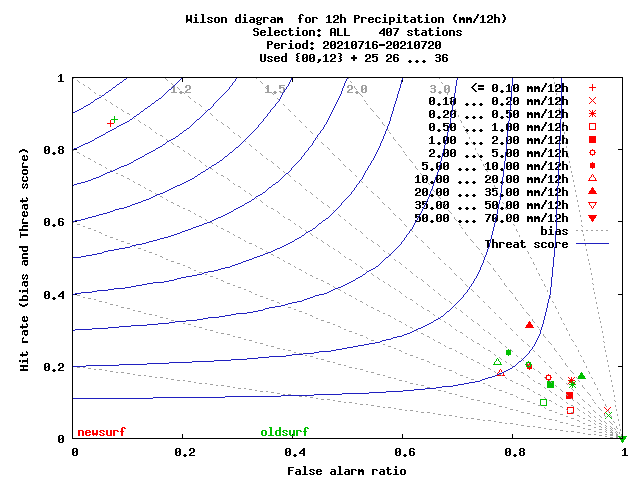 Wilson diagram  for 12h Precipitation (mm/12h)
Selection: ALL    407 stations
Period: 20210716-20210720
Used {00,12} + 25 26 ... 36
1.2
1.5
2.0
3.0
<= 0.10 mm/12h
0.10 ... 0.20 mm/12h
0.20 ... 0.50 mm/12h
0.50 ... 1.00 mm/12h
1.00 ... 2.00 mm/12h
2.00 ... 5.00 mm/12h
5.00 ... 10.00 mm/12h
10.00 ... 20.00 mm/12h
20.00 ... 35.00 mm/12h
35.00 ... 50.00 mm/12h
50.00 ... 70.00 mm/12h
bias
Threat score
Hit rate (bias and Threat score)
1
0.8
0.6
0.4
0.2
0
newsurf
oldsurf
0
0.2
0.4
0.6
0.8
1
False alarm ratio